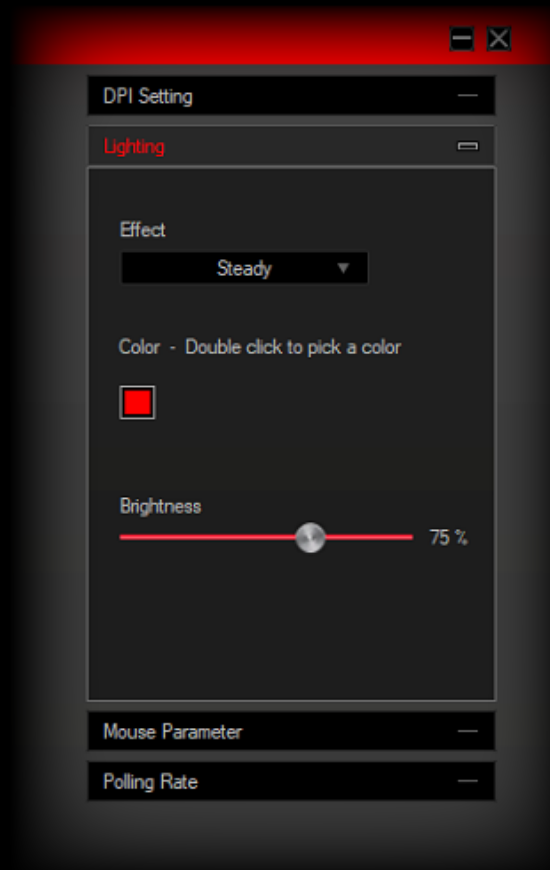 DPI Setting
Lighting
Effect
Steady
Color - Double click to pick a color
Brightness
75 %
Mouse Parameter
Polling Rate